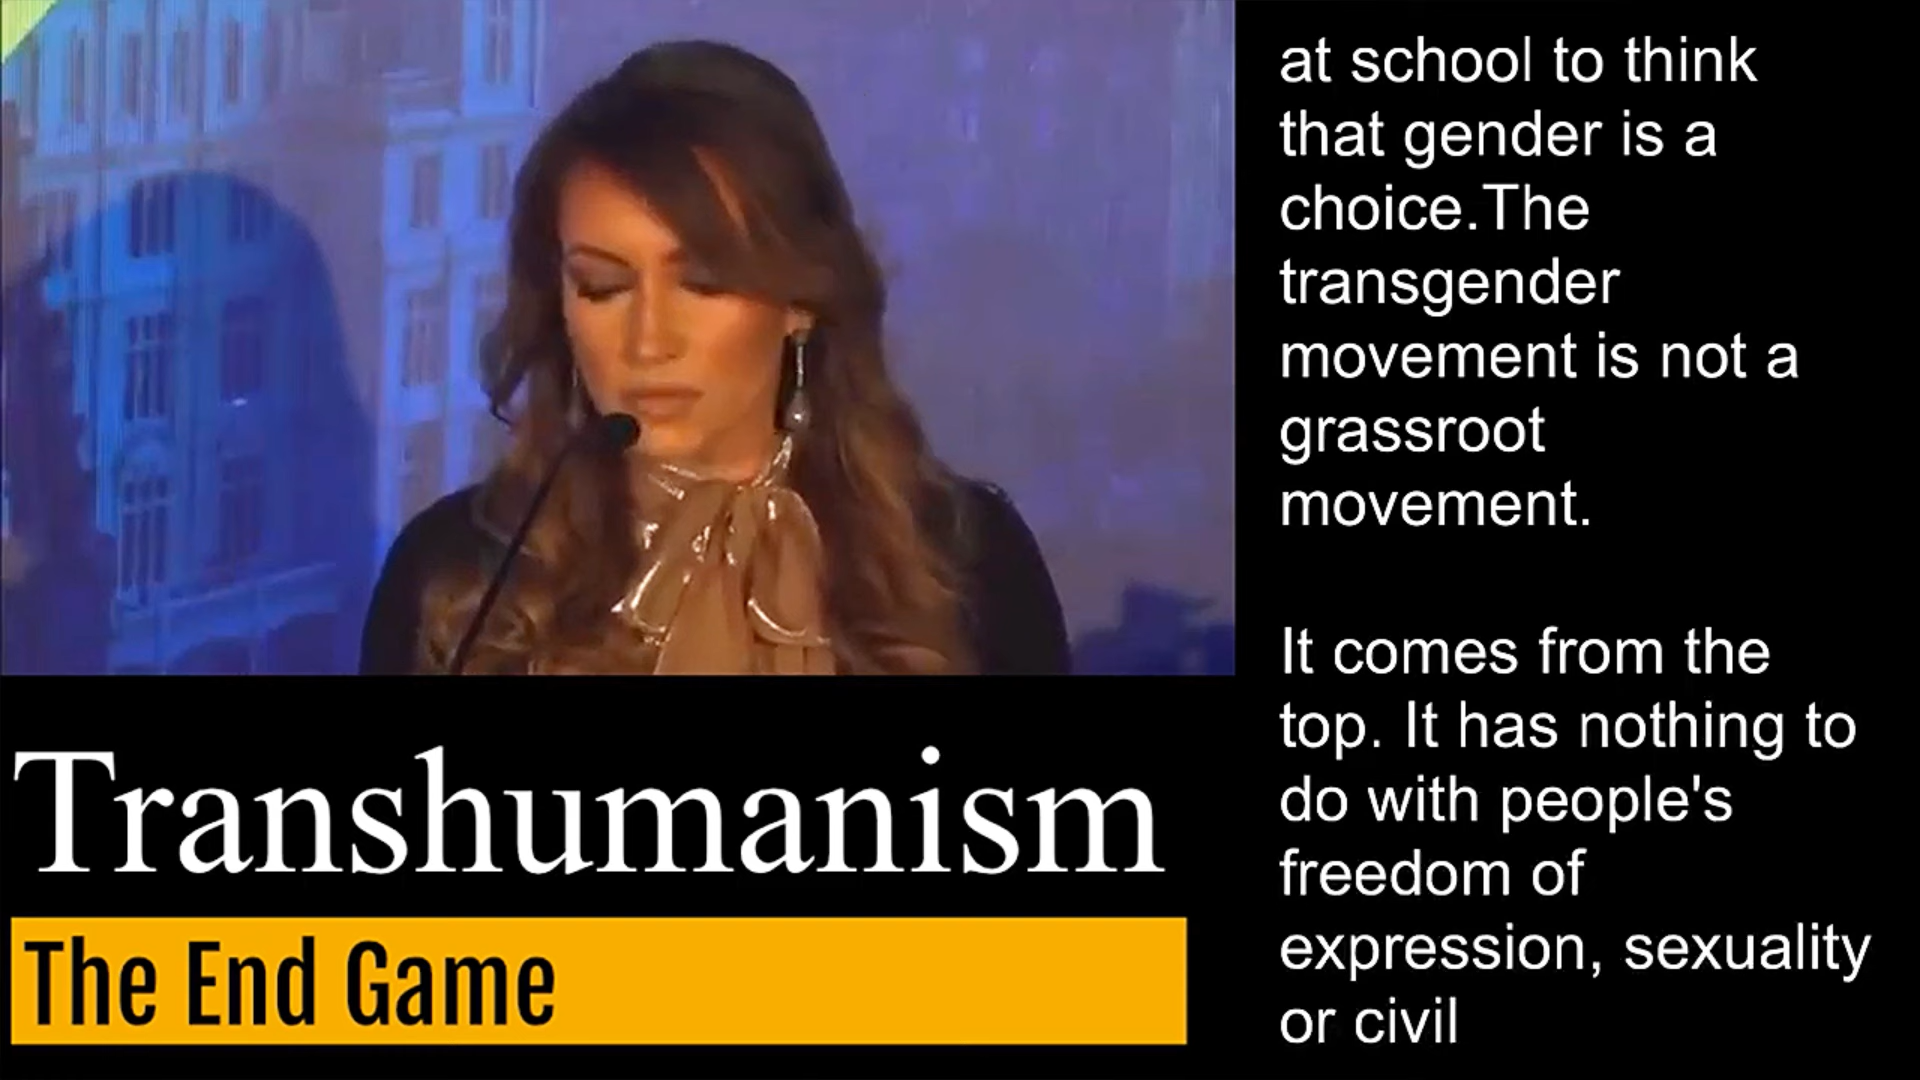 at school to think
that gender is a
choice.The
transgender
movement is not a
grassroot
movement.
It comes from the
top. It has nothing to
do with people's
freedom of
expression, sexuality
or civil
Transhumanism
The End Game